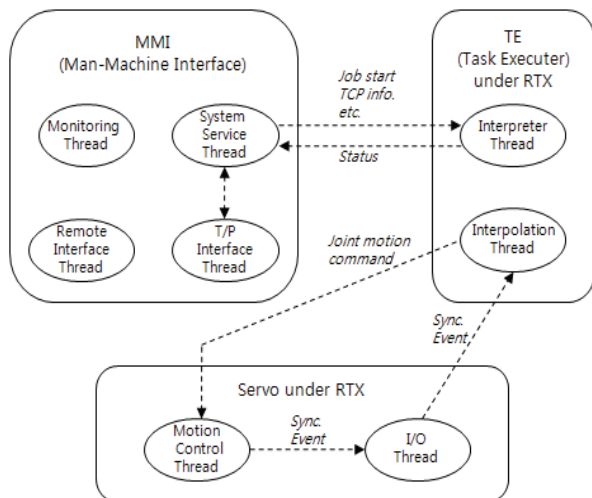 MMI
(Man-Machine Interface)
Monitoring
Thread
System
Service
Thread
Remote
Interface
Thread
T/P
Interface
Thread
Job start
TCP info.
etc.
Status
TE
(Task Executer)
under RTX
Interpreter
Thread
Interpolation
Thread
Joint motion
command
Sync.
Event
Servo under RTX
Motion
Control
Thread
Sync.
Event
I/O
Thread